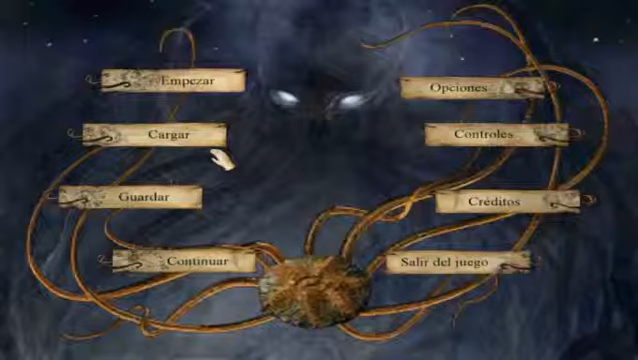 Empezar
Cargar
Guardar
Continuar
Opciones
Controles
Créditos
Salir del juego